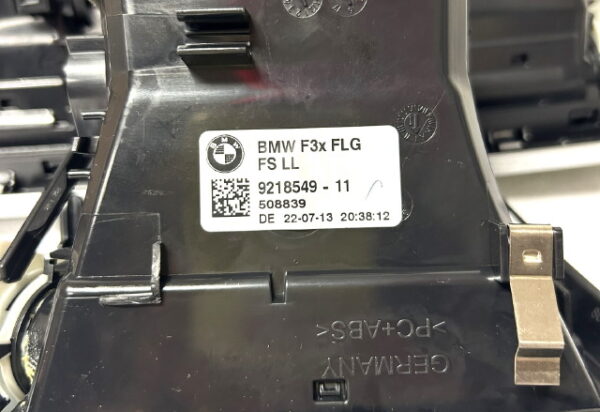 BMW F3x FLG
FS LL
9218549 - 11
508839
DE 22-07-13 20:38:12
>PC+ABS<
GERMANY